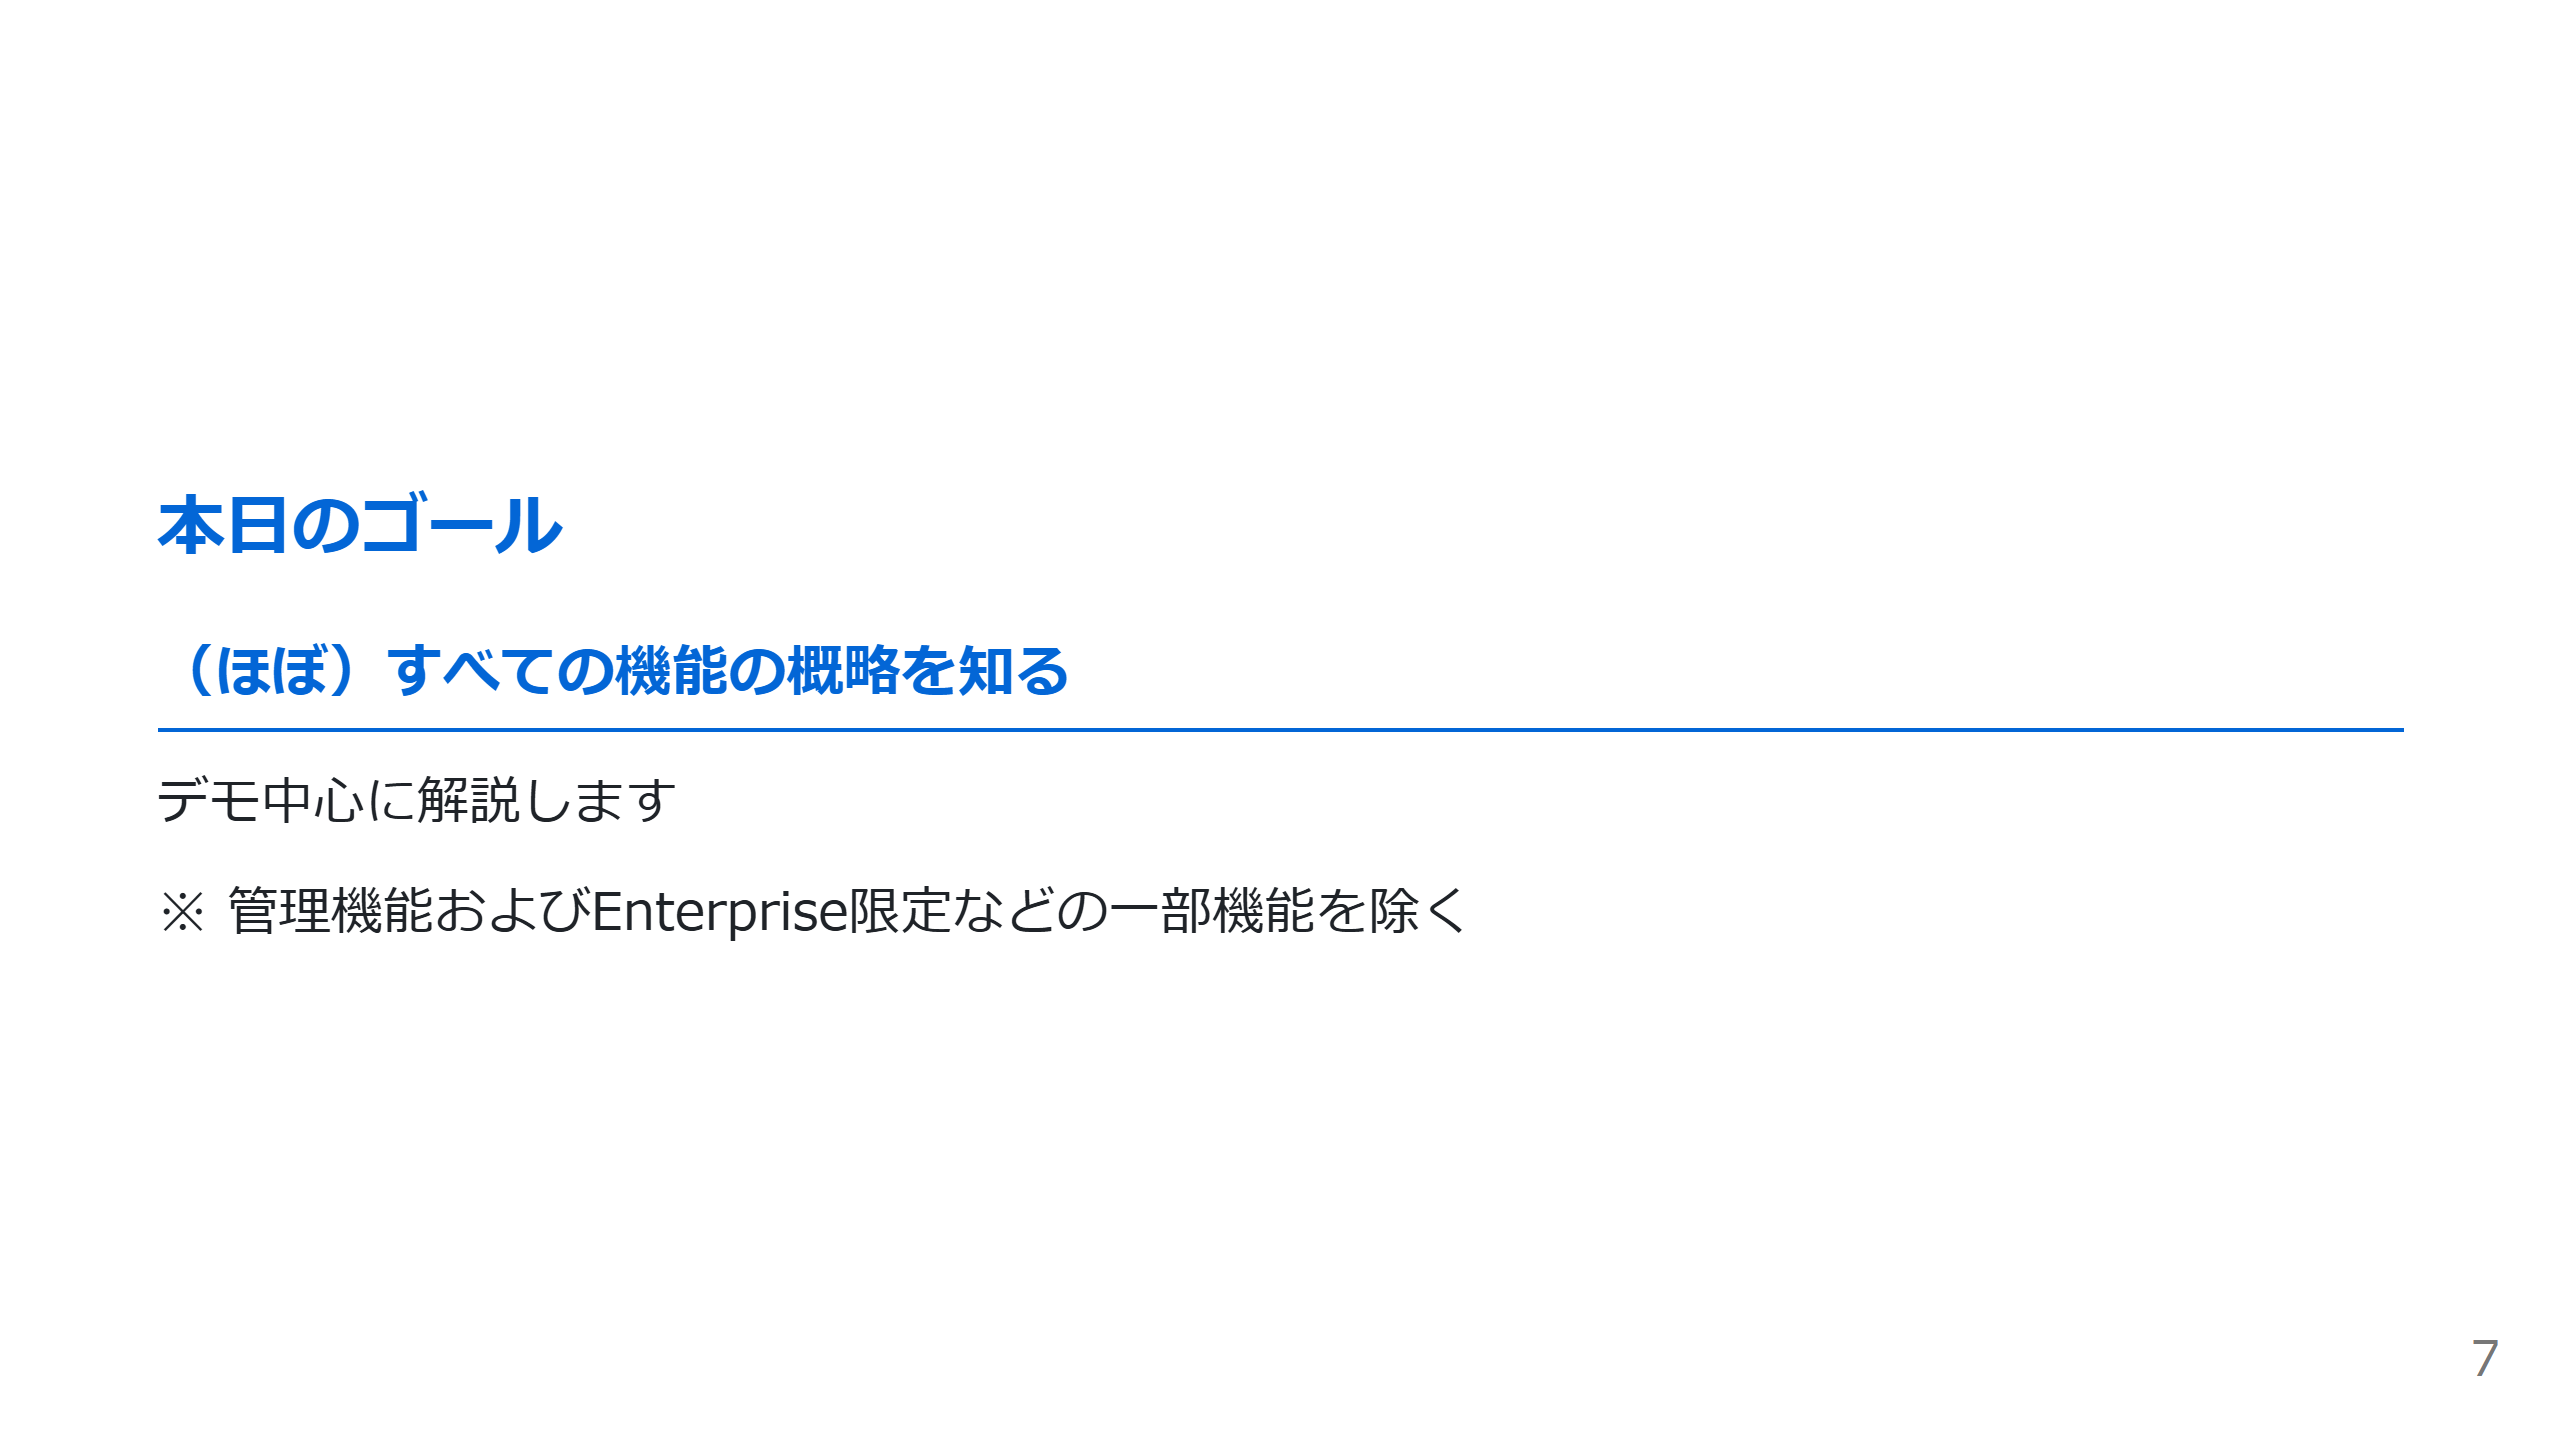 本日のゴール
（ほぼ）すべての機能の概略を知る
デモ中心に解説します
※ 管理機能およびEnterprise限定などの一部機能を除く
7